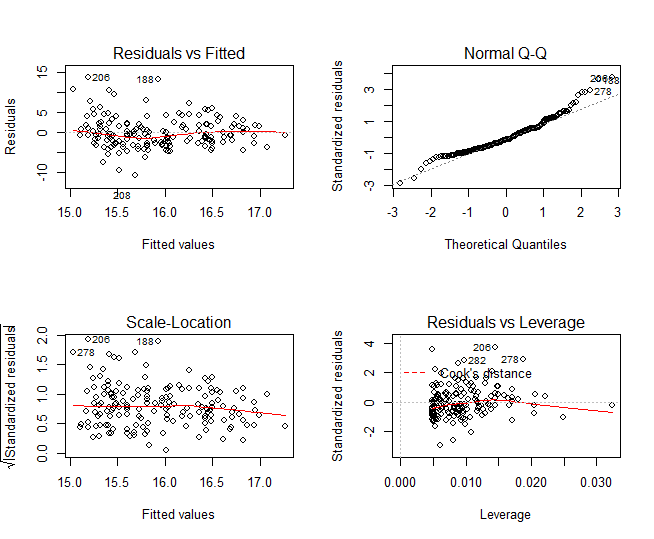 Residuals vs Fitted
Residuals
15
5
0
-10
206
188
208
15.0 15.5 16.0 16.5 17.0
Fitted values
Normal Q-Q
Standardized residuals
3
1
-1
-3
206
188
278
-3 -2 -1 0 1 2 3
Theoretical Quantiles
Scale-Location
√|Standardized residuals|
2.0
1.5
1.0
0.5
0.0
206
188
278
15.0 15.5 16.0 16.5 17.0
Fitted values
Residuals vs Leverage
Standardized residuals
4
2
0
-2
206
282
278
Cook's distance
0.000 0.010 0.020 0.030
Leverage